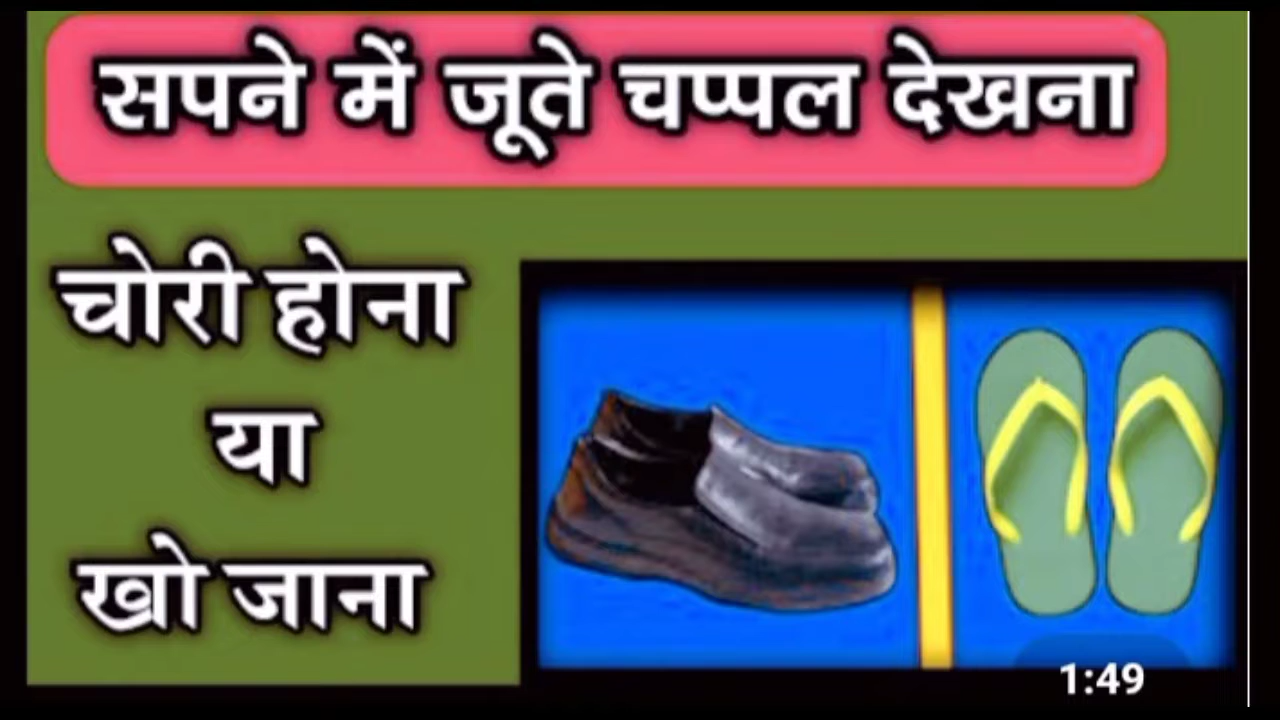 सपने में जूते चप्पल देखना
चोरी होना
या
खो जाना
1:49